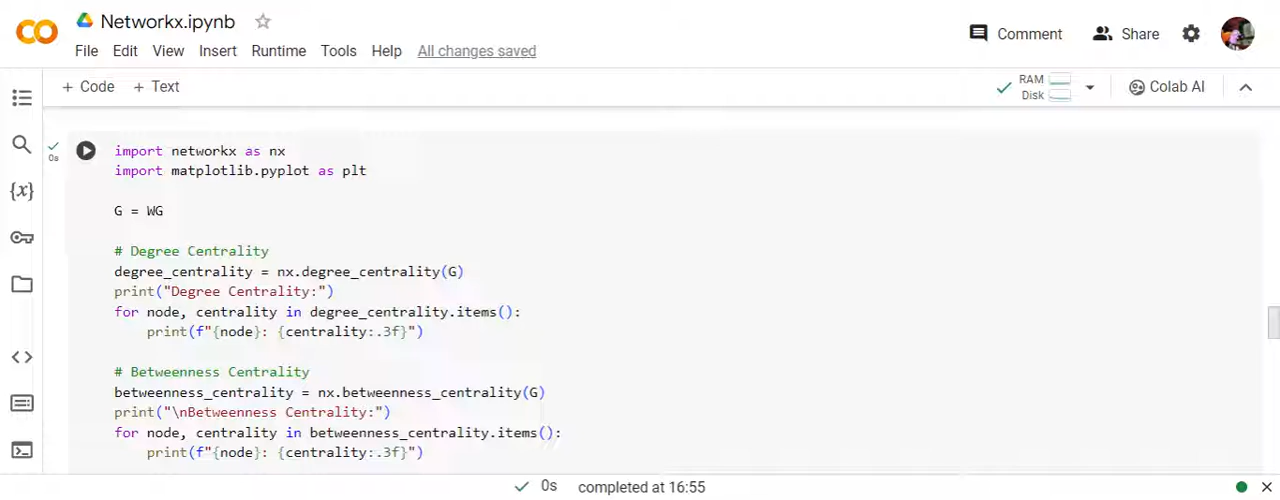 Networkx.ipynb
File Edit View Insert Runtime Tools Help All changes saved
Comment Share
+ Code + Text
RAM
Disk
Colab AI
0s
import networkx as nx
import matplotlib.pyplot as plt
G = WG
# Degree Centrality
degree_centrality = nx.degree_centrality(G)
print("Degree Centrality:")
for node, centrality in degree_centrality.items():
    print(f"{node}: {centrality:.3f}")
# Betweenness Centrality
betweenness_centrality = nx.betweenness_centrality(G)
print("\nBetweenness Centrality:")
for node, centrality in betweenness_centrality.items():
    print(f"{node}: {centrality:.3f}")
0s completed at 16:55